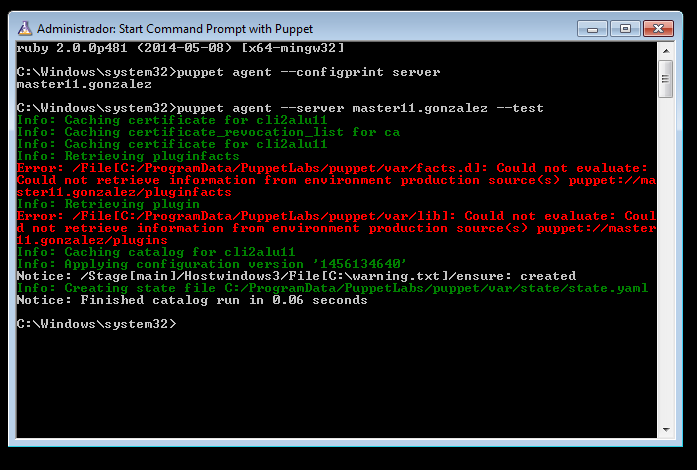 Administrador: Start Command Prompt with Puppet
ruby 2.0.0p481 (2014-05-08) [x64-mingw32]
C:\Windows\system32>puppet agent --configprint server
master11.gonzalez
C:\Windows\system32>puppet agent --server master11.gonzalez --test
Info: Caching certificate for cli2alu11
Info: Caching certificate_revocation_list for ca
Info: Caching certificate for cli2alu11
Info: Retrieving pluginfacts
Error: /File[C:/ProgramData/PuppetLabs/puppet/var/facts.d]: Could not evaluate:
Could not retrieve information from environment production source(s) puppet://ma
ster11.gonzalez/pluginfacts
Info: Retrieving plugin
Error: /File[C:/ProgramData/PuppetLabs/puppet/var/lib]: Could not evaluate: Coul
d not retrieve information from environment production source(s) puppet://master
11.gonzalez/plugins
Info: Caching catalog for cli2alu11
Info: Applying configuration version '1456134640'
Notice: /Stage[main]/Hostwindows3/File[C:\warning.txt]/ensure: created
Info: Creating state file C:/ProgramData/PuppetLabs/puppet/var/state/state.yaml
Notice: Finished catalog run in 0.06 seconds
C:\Windows\system32>